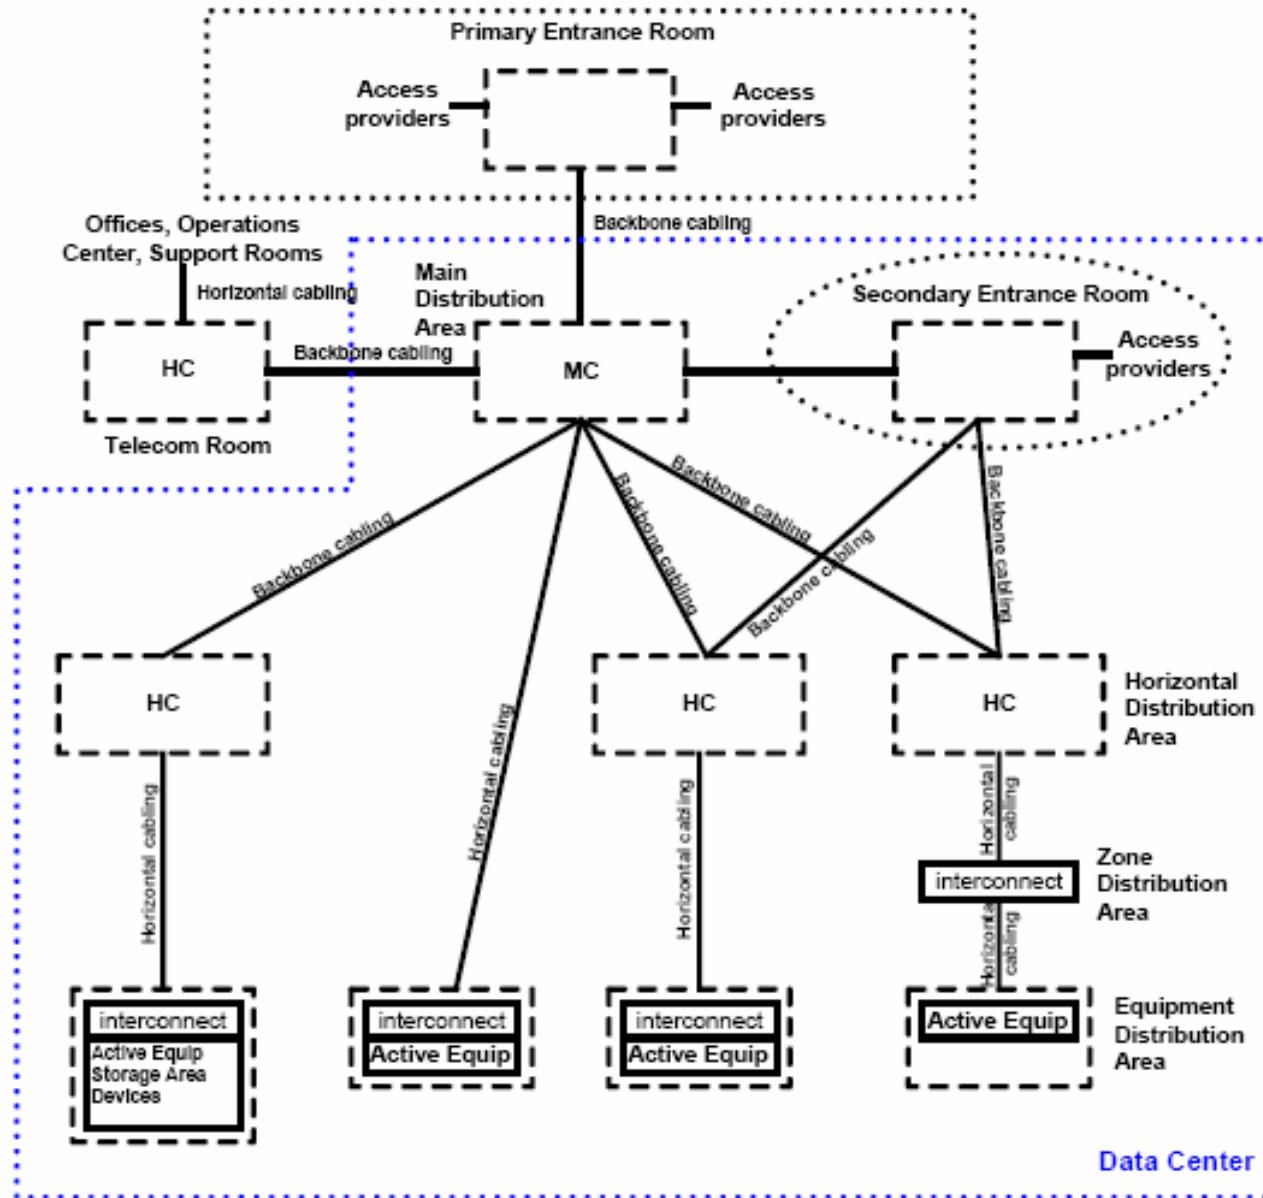 Primary Entrance Room
Access
providers
Access
providers
Backbone cabling
Offices, Operations
Center, Support Rooms
Horizontal cabling
Main
Distribution
Area
Secondary Entrance Room
HC
Backbone cabling
MC
Access
providers
Telecom Room
Backbone cabling
Backbone cabling
Backbone cabling
Backbone cabling
Backbone cabling
HC
HC
HC
Horizontal
Distribution
Area
Horizontal cabling
Horizontal cabling
Horizontal cabling
Horizontal
cabling
interconnect
Zone
Distribution
Area
Horizonta
cabling
interconnect
Active Equip
Storage Area
Devices
interconnect
Active Equip
interconnect
Active Equip
Active Equip
Equipment
Distribution
Area
Data Center